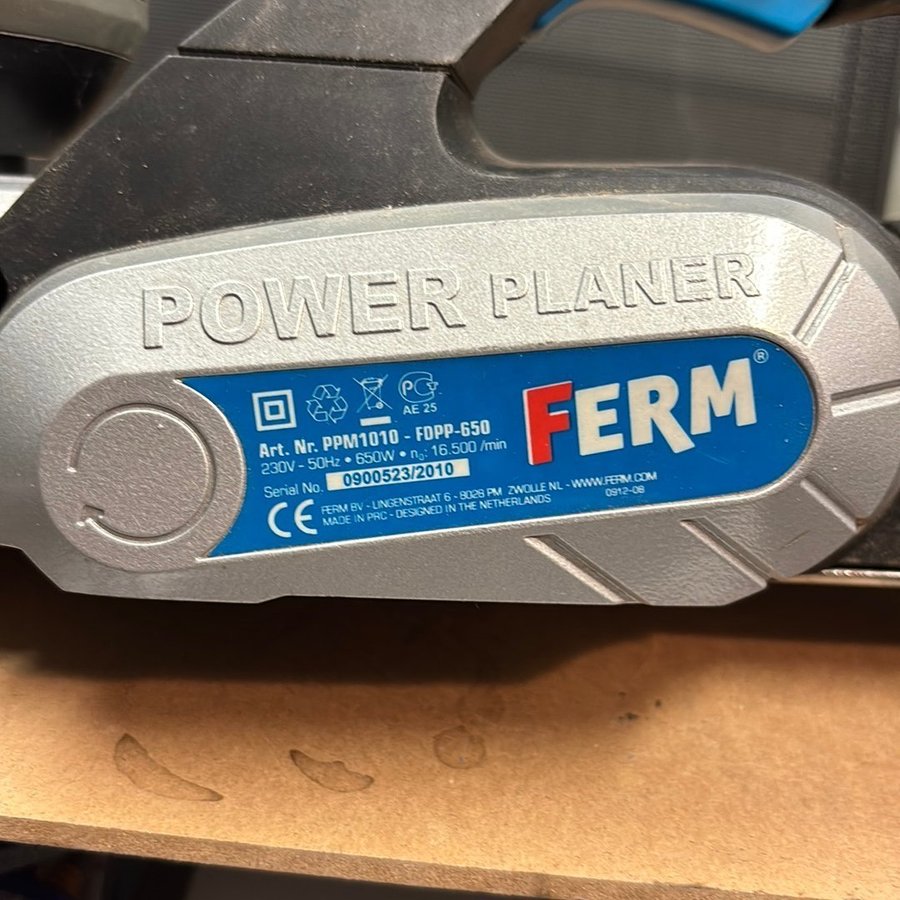 POWER PLANER
AE 25
Art. Nr. PPM1010 - FDPP-650
230V - 50Hz • 650W • n₀: 16.500 /min
Serial No. 0900523/2010
CE FERM BV - LINGENSTRAAT 6 - 8028 PM ZWOLLE NL - WWW.FERM.COM
MADE IN PRC - DESIGNED IN THE NETHERLANDS
0912-08
FERM®